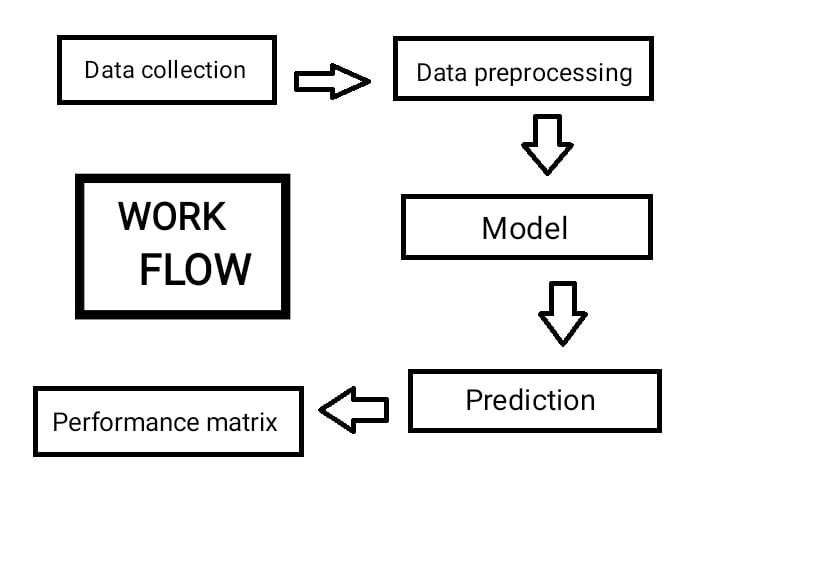 Data collection
Data preprocessing
WORK
FLOW
Model
Prediction
Performance matrix